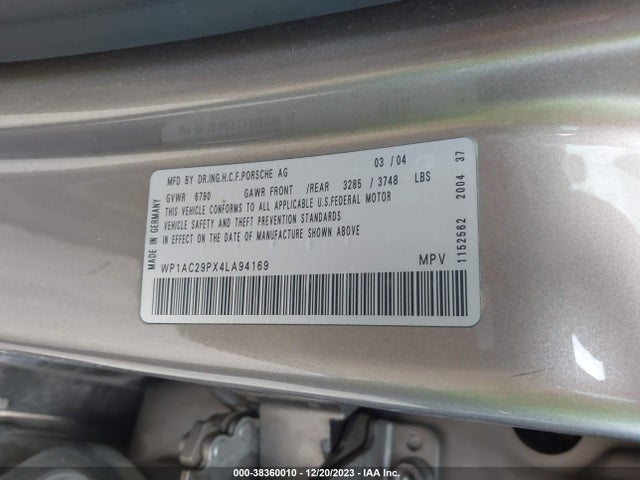 MFD BY DR.ING.H.C.F.PORSCHE AG 03 / 04
GVWR 6790 GAWR FRONT /REAR 3285 / 3748 LBS
THIS VEHICLE CONFORMS TO ALL APPLICABLE U.S.FEDERAL MOTOR
VEHICLE SAFETY AND THEFT PREVENTION STANDARDS
IN EFFECT ON THE DATE OF MANUFACTURE SHOWN ABOVE
WP1AC29PX4LA94169 MPV
MADE IN GERMANY
1152562 2004 37
000-38360010 - 12/20/2023 - IAA Inc.